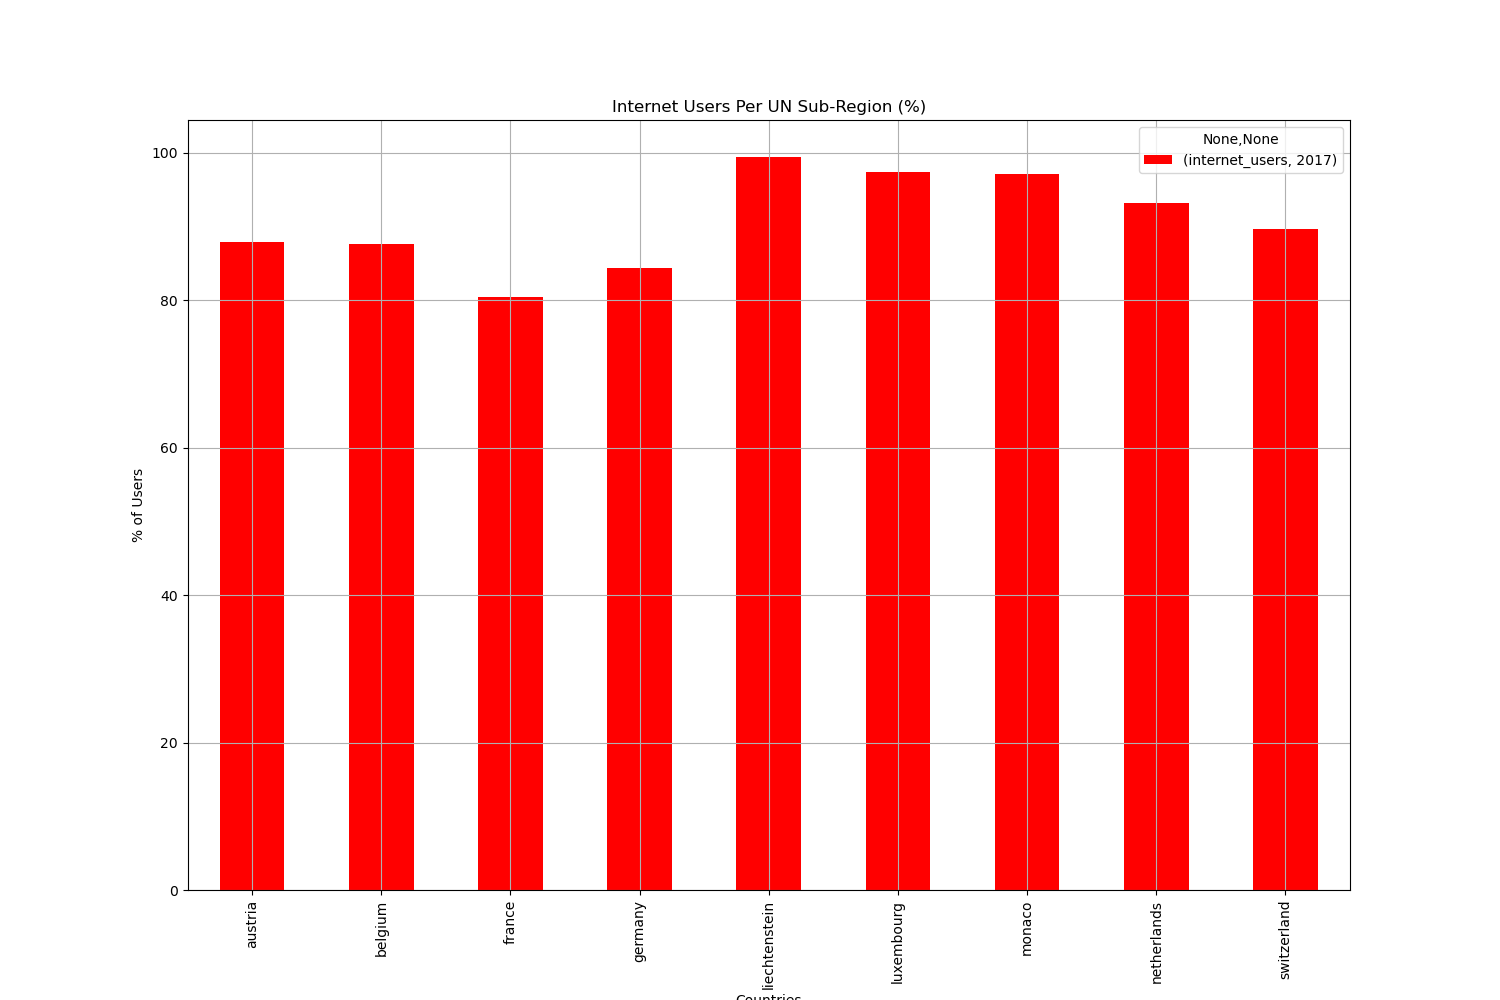 Internet Users Per UN Sub-Region (%)
None,None
(internet_users, 2017)
100
80
60
40
20
0
% of Users
austria
belgium
france
germany
liechtenstein
luxembourg
monaco
netherlands
switzerland
Countries